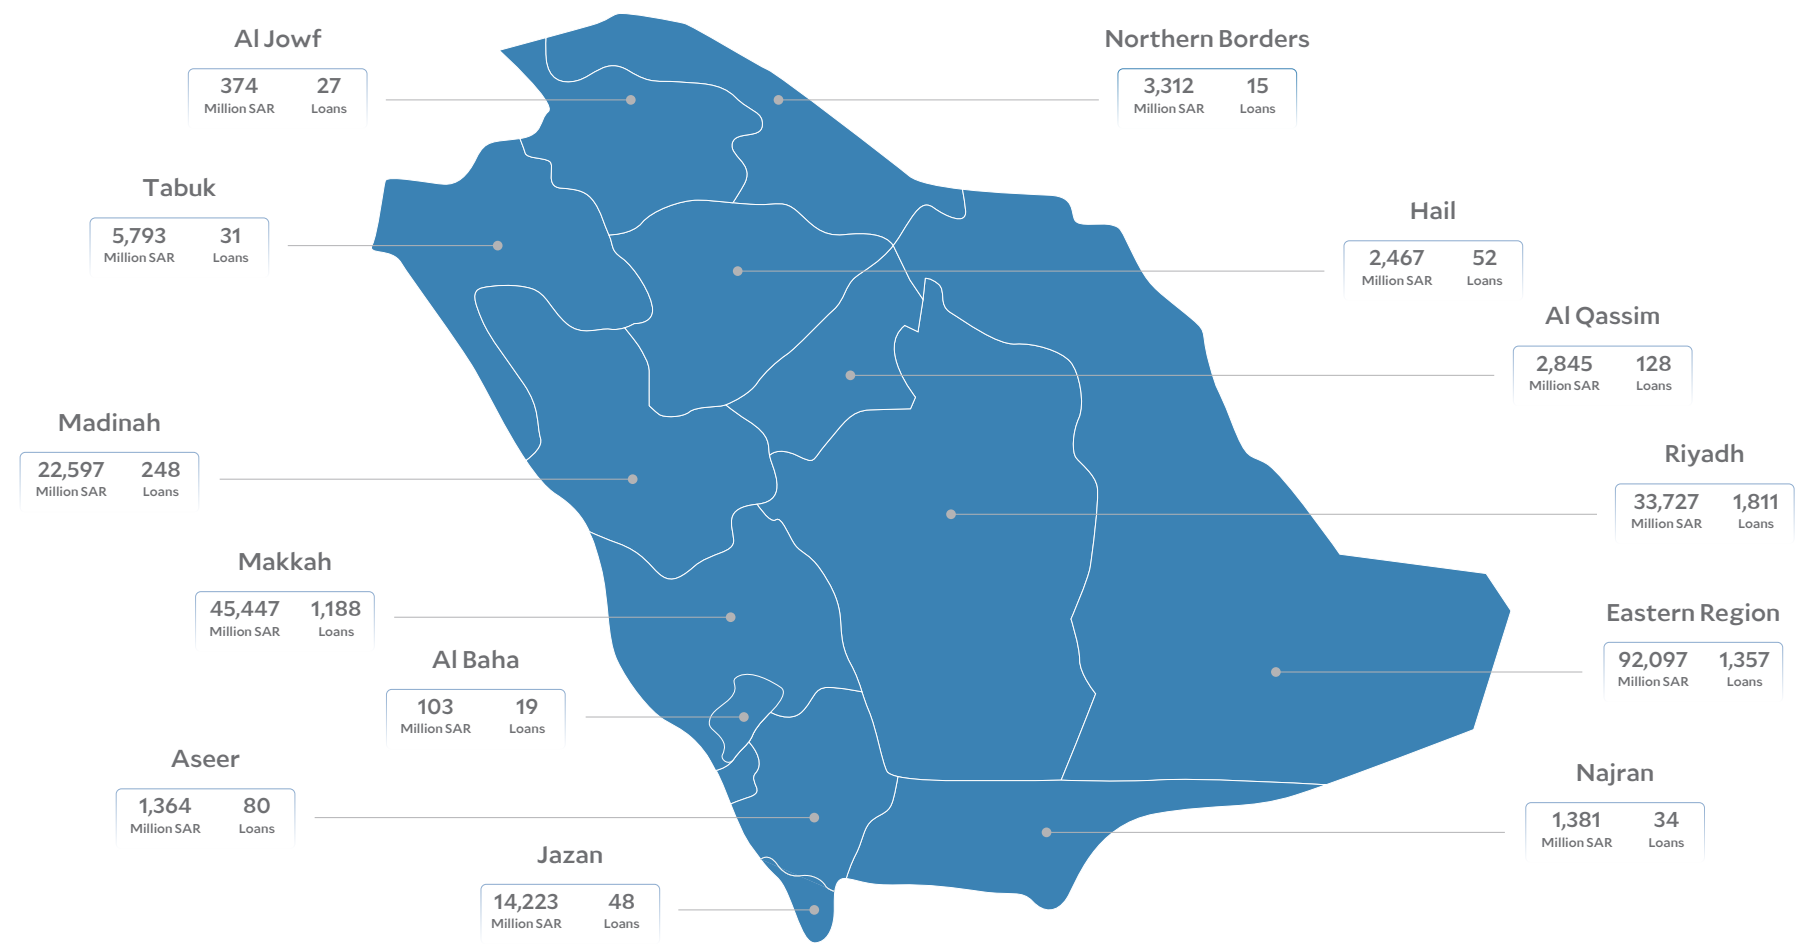 Al Jowf
374 27
Million SAR Loans
Northern Borders
3,312 15
Million SAR Loans
Tabuk
5,793 31
Million SAR Loans
Hail
2,467 52
Million SAR Loans
Al Qassim
2,845 128
Million SAR Loans
Madinah
22,597 248
Million SAR Loans
Riyadh
33,727 1,811
Million SAR Loans
Makkah
45,447 1,188
Million SAR Loans
Eastern Region
92,097 1,357
Million SAR Loans
Al Baha
103 19
Million SAR Loans
Aseer
1,364 80
Million SAR Loans
Najran
1,381 34
Million SAR Loans
Jazan
14,223 48
Million SAR Loans